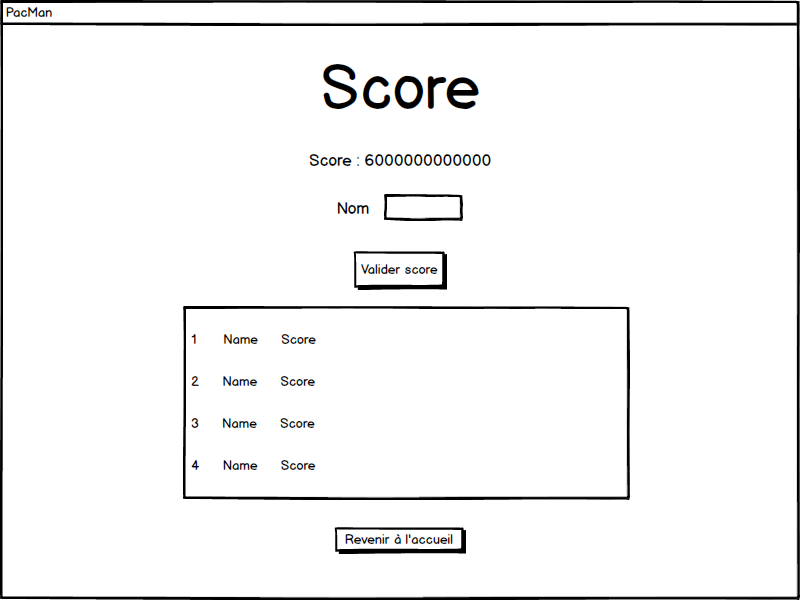 PacMan
Score
Score : 6000000000000
Nom
Valider score
1 Name Score
2 Name Score
3 Name Score
4 Name Score
Revenir à l'accueil